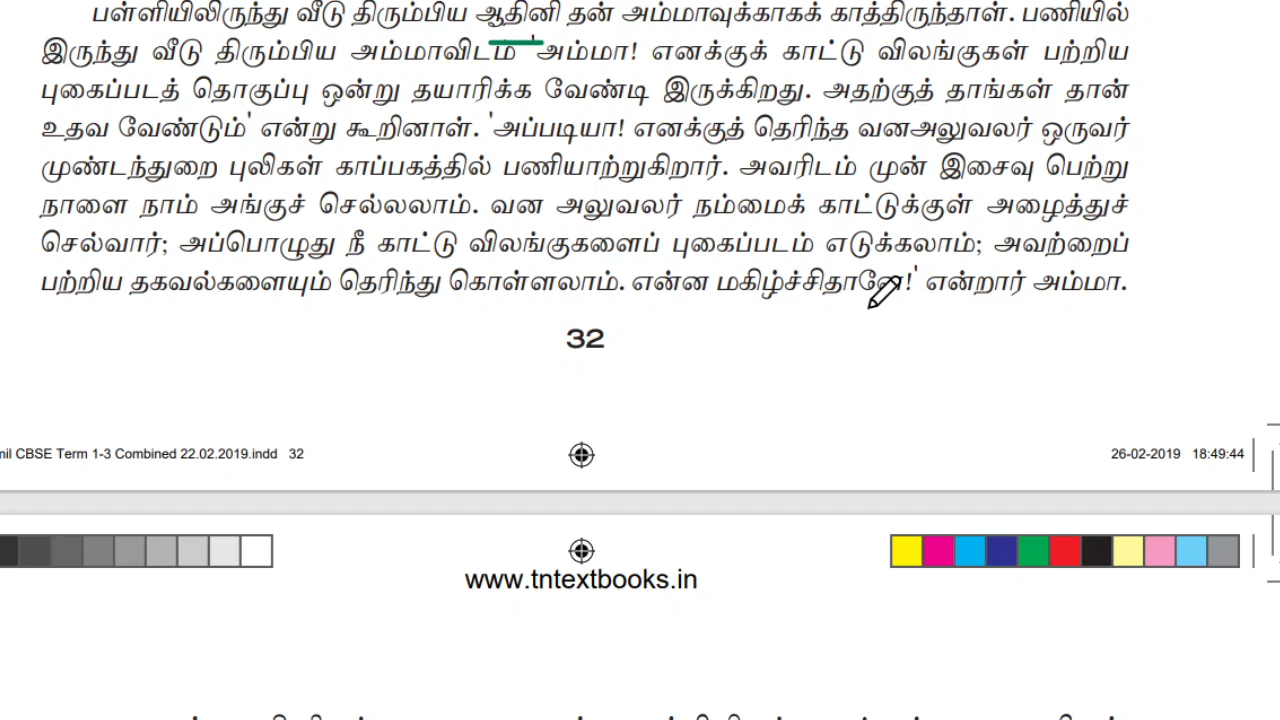 பள்ளியிலிருந்து வீடு திரும்பிய ஆதினி தன் அம்மாவுக்காகக் காத்திருந்தாள். பணியில்
இருந்து வீடு திரும்பிய அம்மாவிடம் 'அம்மா! எனக்குக் காட்டு விலங்குகள் பற்றிய
புகைப்படத் தொகுப்பு ஒன்று தயாரிக்க வேண்டி இருக்கிறது. அதற்குத் தாங்கள் தான்
உதவ வேண்டும்' என்று கூறினாள். 'அப்படியா! எனக்குத் தெரிந்த வனஅலுவலர் ஒருவர்
முண்டந்துறை புலிகள் காப்பகத்தில் பணியாற்றுகிறார். அவரிடம் முன் இசைவு பெற்று
நாளை நாம் அங்குச் செல்லலாம். வன அலுவலர் நம்மைக் காட்டுக்குள் அழைத்துச்
செல்வார்; அப்பொழுது நீ காட்டு விலங்குகளைப் புகைப்படம் எடுக்கலாம்; அவற்றைப்
பற்றிய தகவல்களையும் தெரிந்து கொள்ளலாம். என்ன மகிழ்ச்சிதானே!' என்றார் அம்மா.
32
mil CBSE Term 1-3 Combined 22.02.2019.indd 32
26-02-2019 18:49:44
www.tntextbooks.in